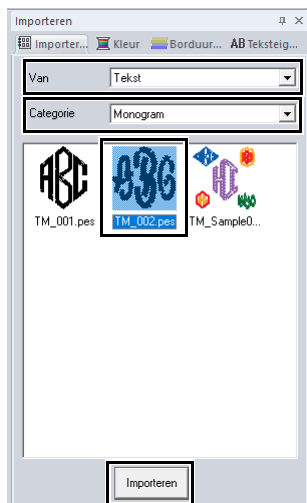 Importeren
Importer... Kleur Borduur... AB Teksteig...
Van Tekst
Categorie Monogram
ABC
TM_001.pes TM_002.pes TM_Sample0...
Importeren